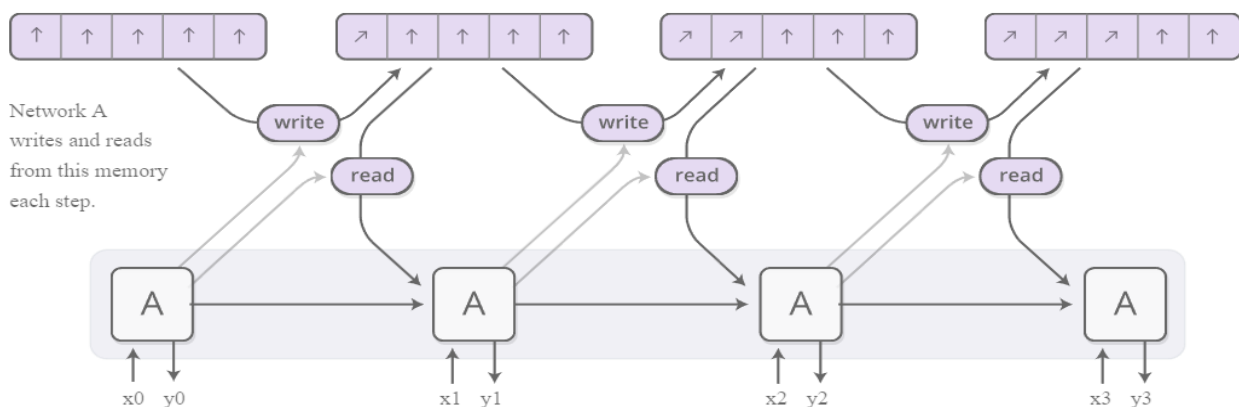 write
write
write
Network A
writes and reads
from this memory
each step.
read
read
read
A
A
A
A
x0 y0
x1 y1
x2 y2
x3 y3